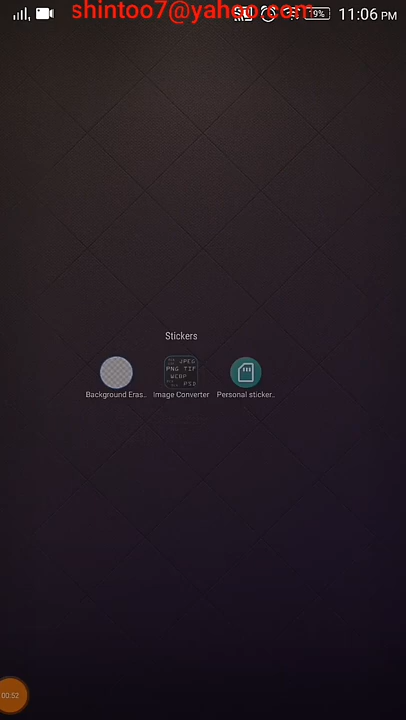 shintoo7@yahoo.com
19%
11:06 PM
Stickers
JPEG
PNG TIF
WEBP
PSD
Background Eras..
Image Converter
Personal sticker..
00:52